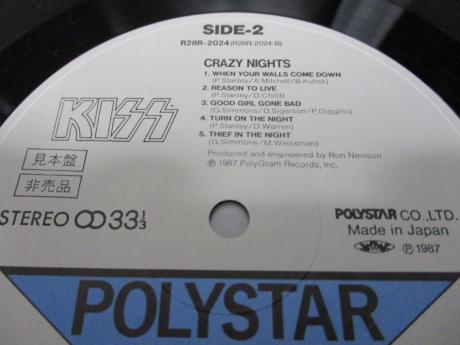 SIDE-2
R28R-2024(R28R-2024-B)
CRAZY NIGHTS
1. WHEN YOUR WALLS COME DOWN
(P.Stanley/A.Mitchell/B.Kulick)
2. REASON TO LIVE
(P.Stanley/D.Child)
3. GOOD GIRL GONE BAD
(G.Simmons/D.Sigerson/P.Diggins)
4. TURN ON THE NIGHT
(P.Stanley/D.Warren)
5. THIEF IN THE NIGHT
(G.Simmons/M.Weissman)
Produced and engineered by Ron Nevison
Ⓟ 1987 PolyGram Records, Inc.
KISS
見本盤
非売品
STEREO 33 1/3
POLYSTAR CO.,LTD.
Made in Japan
Ⓟ 1987
POLYSTAR